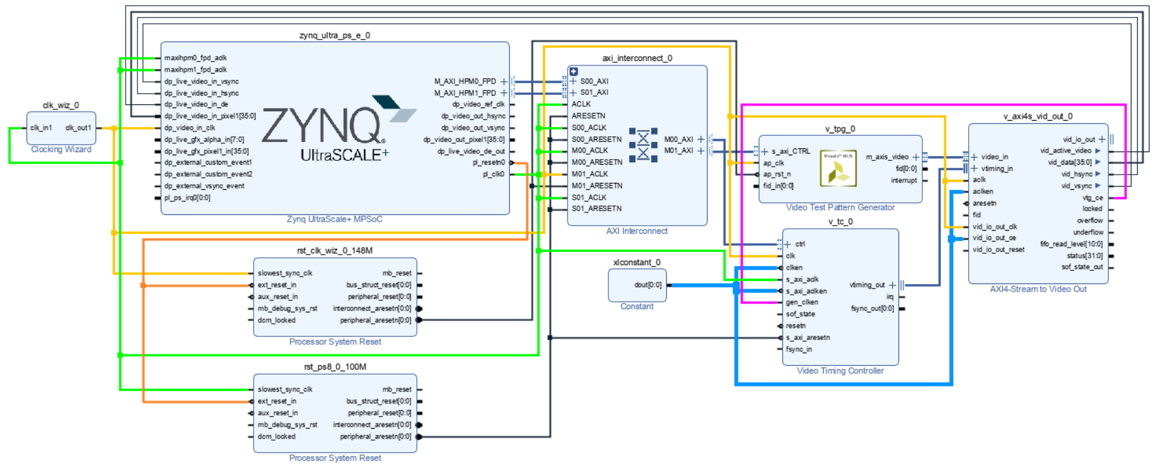 zynq_ultra_ps_e_0
maxihpm0_fpd_aclk
maxihpm1_fpd_aclk
dp_live_video_in_vsync
dp_live_video_in_hsync
dp_live_video_in_de
dp_live_video_in_pixel1[35:0]
dp_video_in_clk
dp_live_gfx_alpha_in[7:0]
dp_live_gfx_pixel1_in[35:0]
dp_external_custom_event1
dp_external_custom_event2
dp_external_vsync_event
pl_ps_irq0[0:0]
ZYNQ
UltraSCALE+
M_AXI_HPM0_FPD
M_AXI_HPM1_FPD
dp_video_ref_clk
dp_video_out_hsync
dp_video_out_vsync
dp_video_out_pixel1[35:0]
dp_live_video_de_out
pl_resetn0
pl_clk0
Zynq UltraScale+ MPSoC
clk_wiz_0
clk_in1
clk_out1
Clocking Wizard
axi_interconnect_0
S00_AXI
S01_AXI
ACLK
ARESETN
S00_ACLK
S00_ARESETN
M00_ACLK
M00_ARESETN
M01_ACLK
M01_ARESETN
S01_ACLK
S01_ARESETN
M00_AXI
M01_AXI
AXI Interconnect
v_tpg_0
s_axi_CTRL
ap_clk
ap_rst_n
fid_in[0:0]
m_axis_video
fid[0:0]
interrupt
Video Test Pattern Generator
v_axi4s_vid_out_0
video_in
vtiming_in
aclk
aclken
aresetn
fid
vid_io_out_clk
vid_io_out_ce
vid_io_out_reset
vid_io_out
vid_active_video
vid_data[35:0]
vid_hsync
vid_vsync
vtg_ce
locked
overflow
underflow
fifo_read_level[10:0]
status[31:0]
sof_state_out
AXI4-Stream to Video Out
rst_clk_wiz_0_148M
slowest_sync_clk
ext_reset_in
aux_reset_in
mb_debug_sys_rst
dcm_locked
mb_reset
bus_struct_reset[0:0]
peripheral_reset[0:0]
interconnect_aresetn[0:0]
peripheral_aresetn[0:0]
Processor System Reset
xlconstant_0
dout[0:0]
Constant
v_tc_0
ctrl
clk
clken
s_axi_aclk
s_axi_aclken
gen_clken
sof_state
resetn
s_axi_aresetn
fsync_in
vtiming_out
irq
fsync_out[0:0]
Video Timing Controller
rst_ps8_0_100M
slowest_sync_clk
ext_reset_in
aux_reset_in
mb_debug_sys_rst
dcm_locked
mb_reset
bus_struct_reset[0:0]
peripheral_reset[0:0]
interconnect_aresetn[0:0]
peripheral_aresetn[0:0]
Processor System Reset